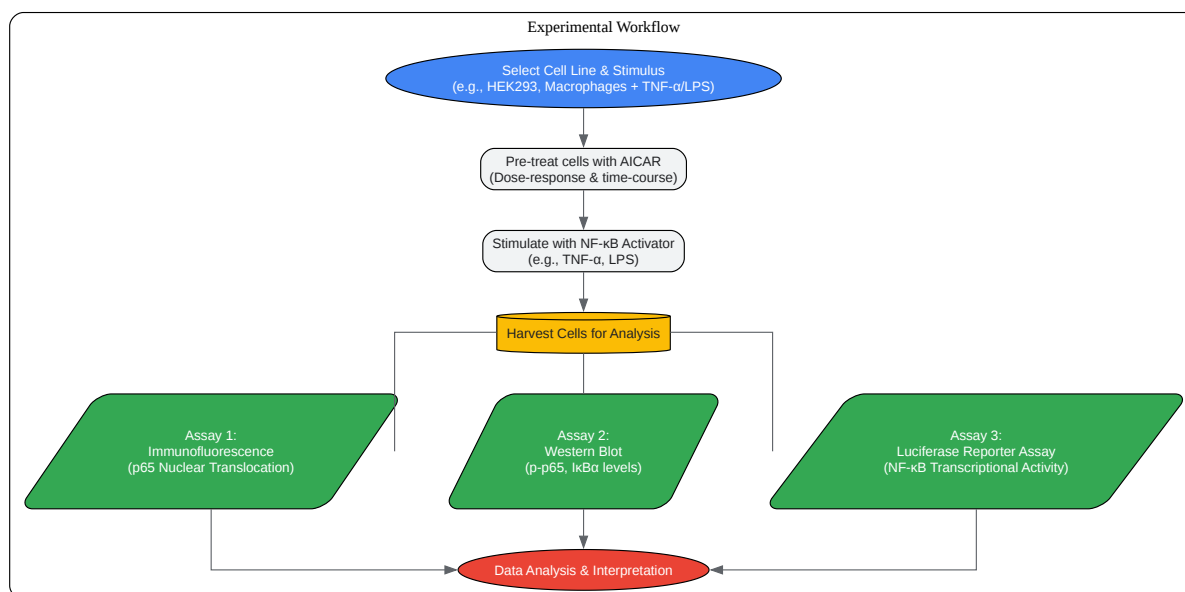 Experimental Workflow
Select Cell Line & Stimulus
(e.g., HEK293, Macrophages + TNF-α/LPS)
Pre-treat cells with AICAR
(Dose-response & time-course)
Stimulate with NF-κB Activator
(e.g., TNF-α, LPS)
Harvest Cells for Analysis
Assay 1:
Immunofluorescence
(p65 Nuclear Translocation)
Assay 2:
Western Blot
(p-p65, IκBα levels)
Assay 3:
Luciferase Reporter Assay
(NF-κB Transcriptional Activity)
Data Analysis & Interpretation